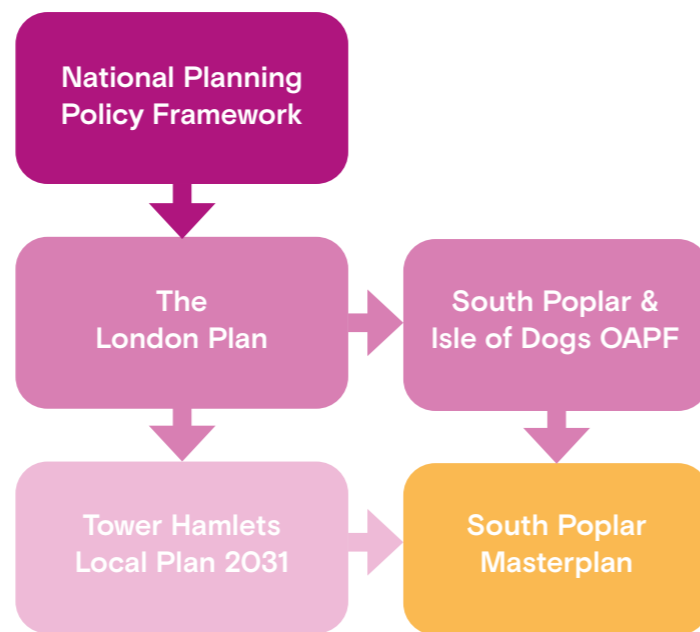 National Planning
Policy Framework
The
London Plan
South Poplar &
Isle of Dogs OAPF
Tower Hamlets
Local Plan 2031
South Poplar
Masterplan